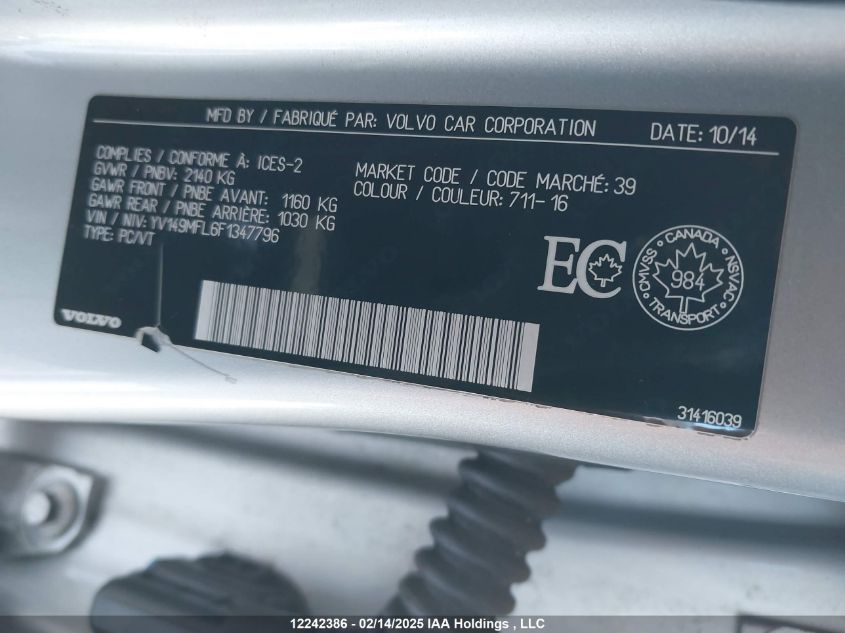 MFD BY / FABRIQUÉ PAR: VOLVO CAR CORPORATION DATE: 10/14
COMPLIES / CONFORME À: ICES-2
GVWR / PNBV: 2140 KG
GAWR FRONT / PNBE AVANT: 1160 KG
GAWR REAR / PNBE ARRIÈRE: 1030 KG
VIN / NIV: YV149MFL6F1347796
TYPE: PC/VT
MARKET CODE / CODE MARCHÉ: 39
COLOUR / COULEUR: 711-16
EC
CANADA
CMVSS 984 NSVAC
TRANSPORT
VOLVO
31416039
12242386 - 02/14/2025 IAA Holdings , LLC